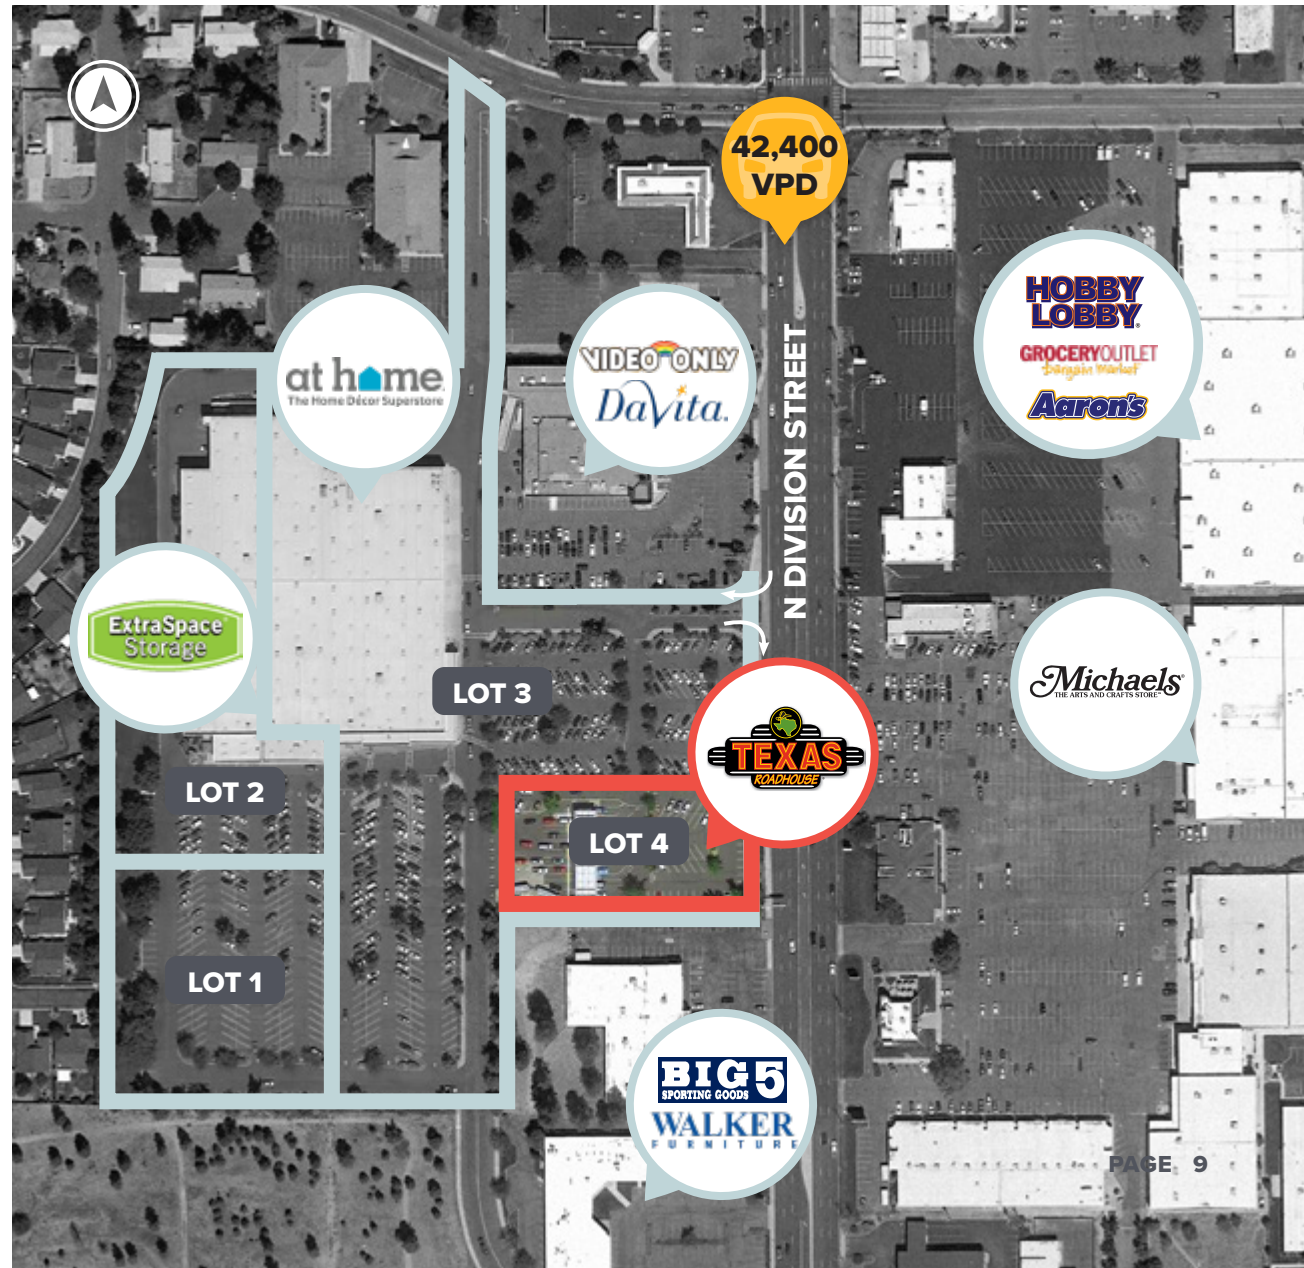 42,400
VPD
HOBBY
LOBBY
GROCERY OUTLET
bargain market
Aaron's
at home
The Home Décor Superstore
VIDEO ONLY
DaVita.
N DIVISION STREET
ExtraSpace
Storage
LOT 3
Michaels
THE ARTS AND CRAFTS STORE
TEXAS
ROADHOUSE
LOT 2
LOT 4
LOT 1
BIG 5
SPORTING GOODS
WALKER
FURNITURE
PAGE 9